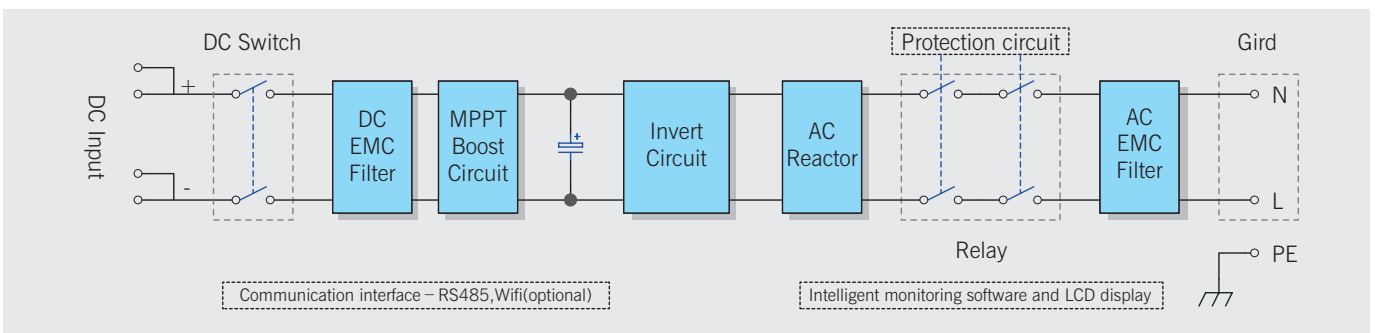 DC Switch
Protection circuit
Gird
DC Input
+
-
DC
EMC
Filter
MPPT
Boost
Circuit
+
Invert
Circuit
AC
Reactor
AC
EMC
Filter
N
L
PE
Relay
Communication interface – RS485,Wifi(optional)
Intelligent monitoring software and LCD display